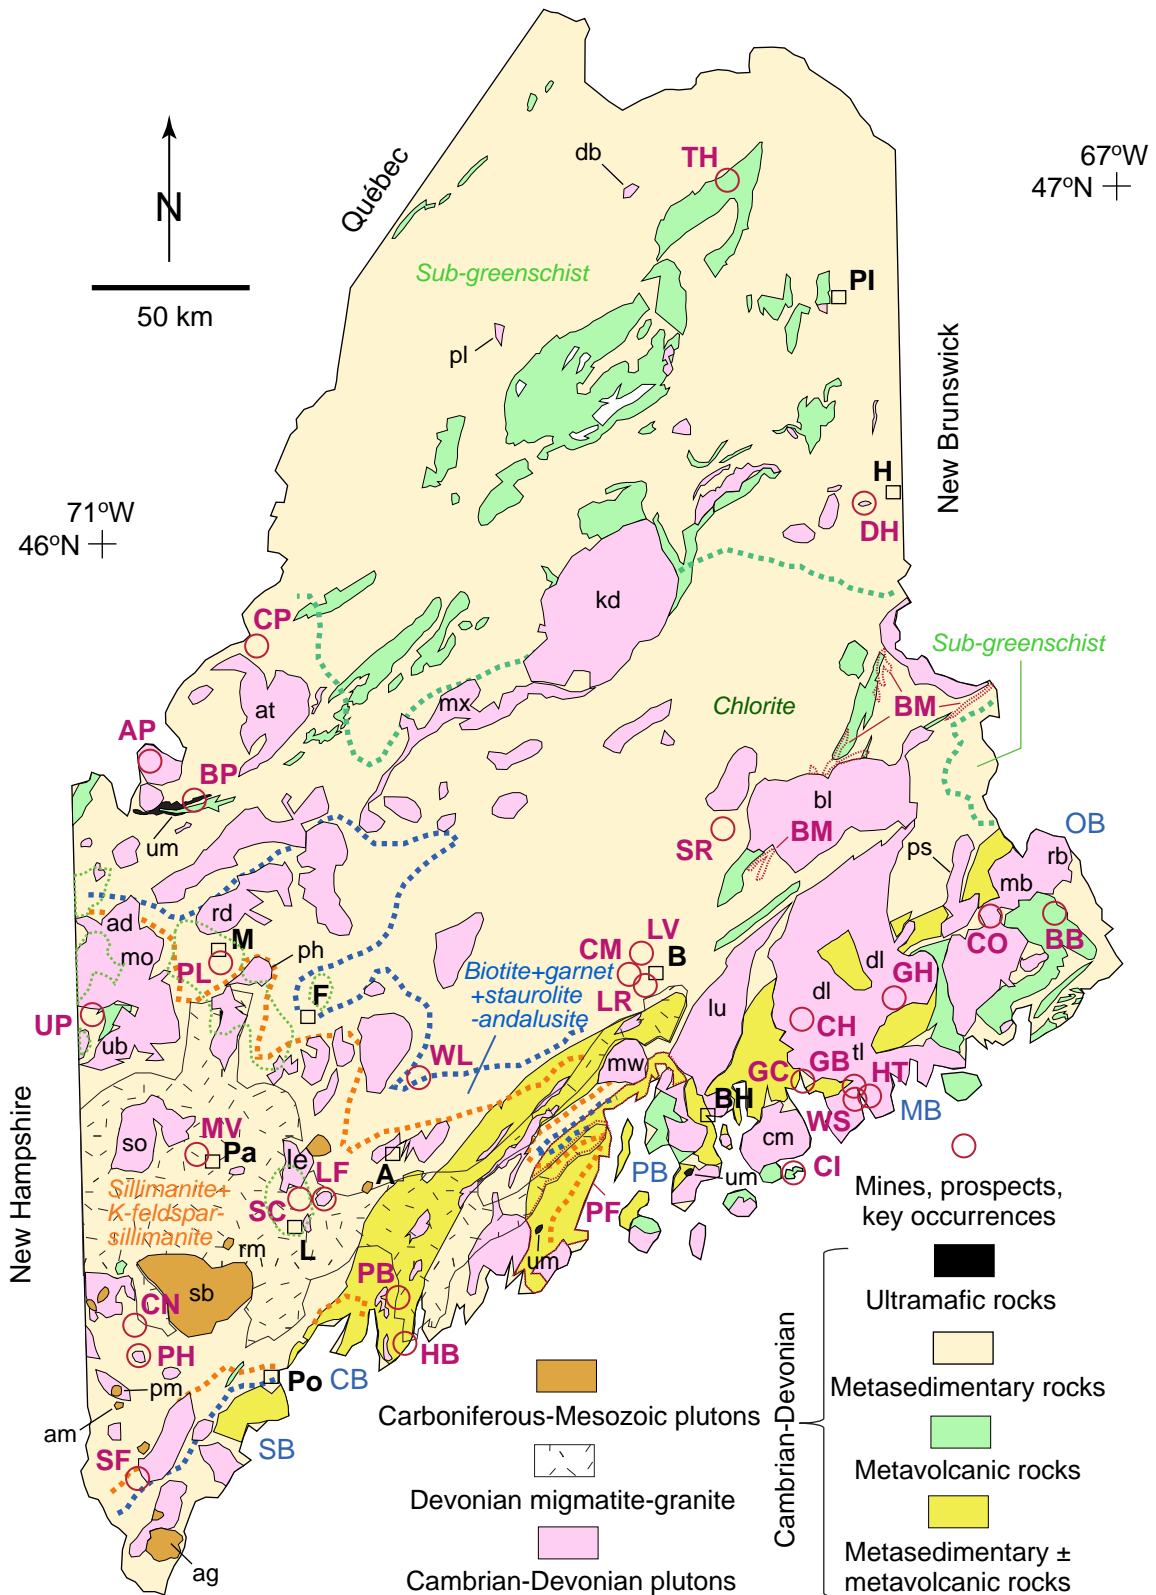 db
TH
67°W
47°N
Québec
N
Sub-greenschist
50 km
PI
pl
New Brunswick
H
DH
71°W
46°N
kd
CP
Sub-greenschist
at
mx
Chlorite
BM
AP
BP
um
bl
BM
SR
OB
ps
rb
mb
ad
rd
M
mo
PL
ph
LV
CM
B
LR
CO
BB
dl
GH
dl
F
Biotite+garnet
+staurolite
-andalusite
UP
ub
lu
CH
WL
mw
GC
GB
tl
HT
WS
MB
BH
New Hampshire
so
MV
Pa
le
LF
A
cm
CI
PB
um
SC
Sillimanite+
K-feldspar-
sillimanite
L
rm
PF
um
Mines, prospects,
key occurrences
sb
PB
CN
PH
HB
Ultramafic rocks
pm
Po
CB
am
SB
SF
ag
Carboniferous-Mesozoic plutons
Devonian migmatite-granite
Cambrian-Devonian plutons
Cambrian-Devonian
Metasedimentary rocks
Metavolcanic rocks
Metasedimentary ±
metavolcanic rocks